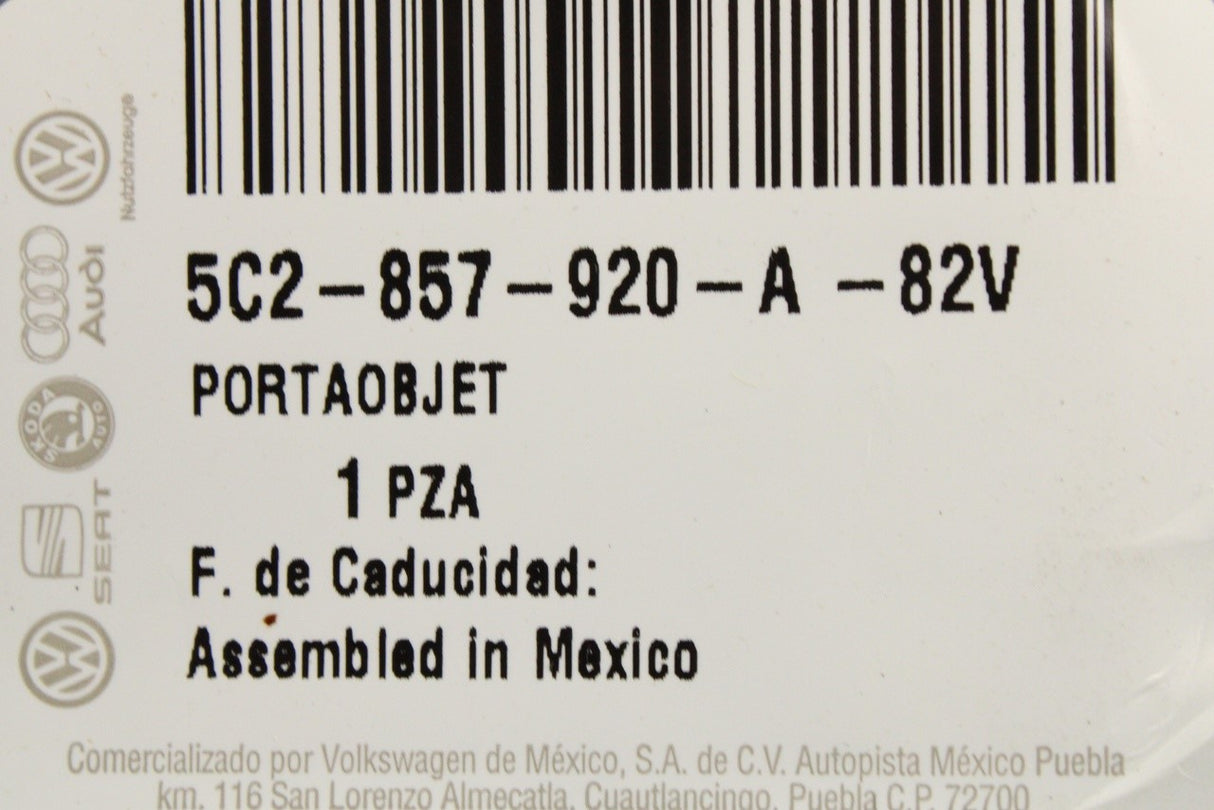 5C2-857-920-A -82V
PORTAOBJET
1 PZA
F. de Caducidad:
Assembled in Mexico
Comercializado por Volkswagen de México, S.A. de C.V. Autopista México Puebla
km. 116 San Lorenzo Almecatla, Cuautlancingo, Puebla C.P. 72700
Nutzfahrzeuge
Audi
SKODA
AUTO
SEAT